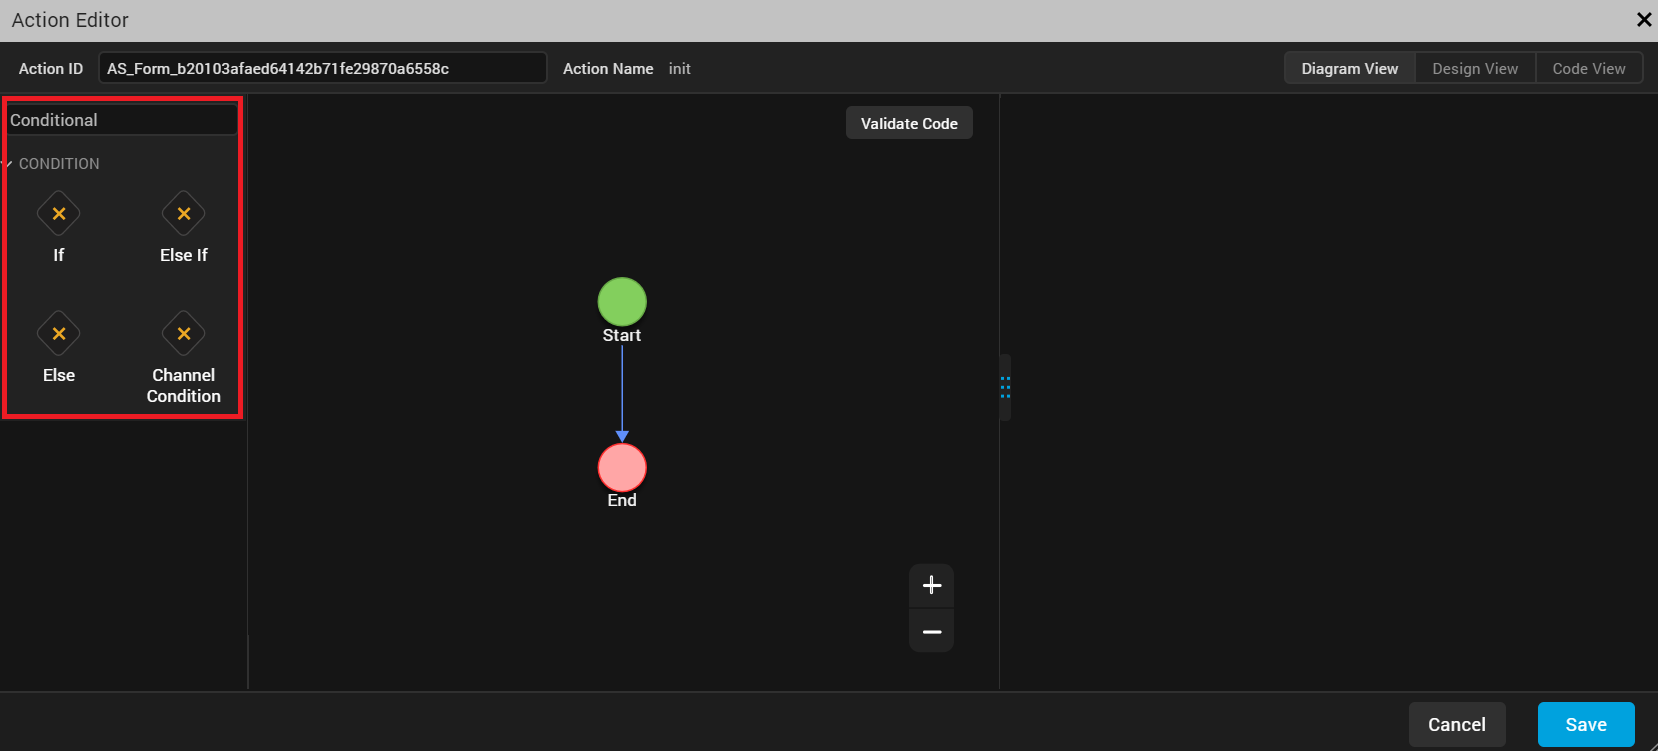 Action Editor
Action ID AS_Form_b20103afaed64142b71fe29870a6558c Action Name init Diagram View Design View Code View
Conditional
Validate Code
CONDITION
If Else If
Else Channel Condition
Start
End
Cancel Save